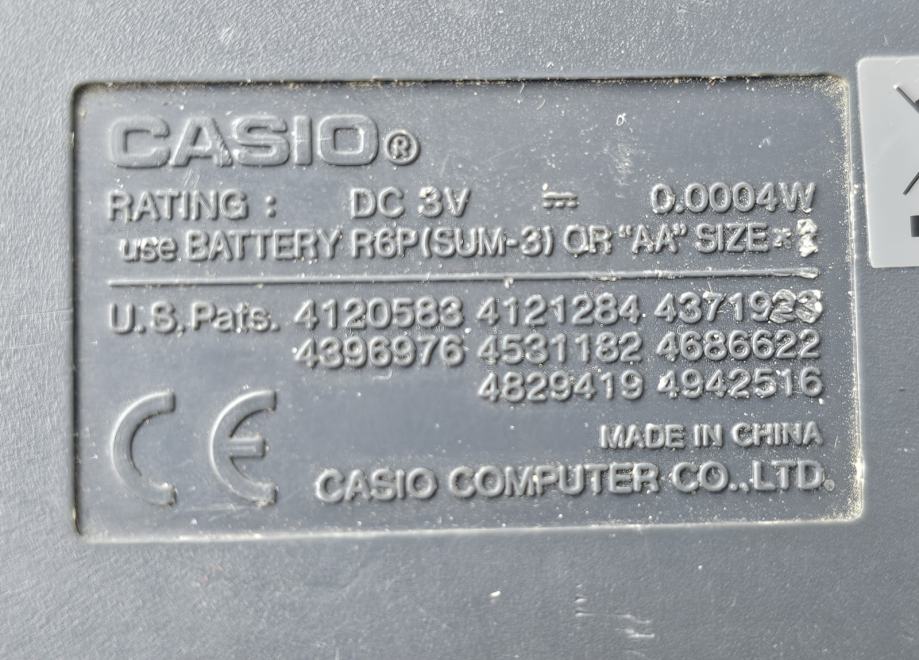 CASIO®
RATING : DC 3V ⎓ 0.0004W
use BATTERY R6P(SUM-3) OR "AA" SIZE
U.S.Pats. 4120583 4121284 4371923
4396976 4531182 4686622
4829419 4942516
MADE IN CHINA
CE
CASIO COMPUTER CO.,LTD.